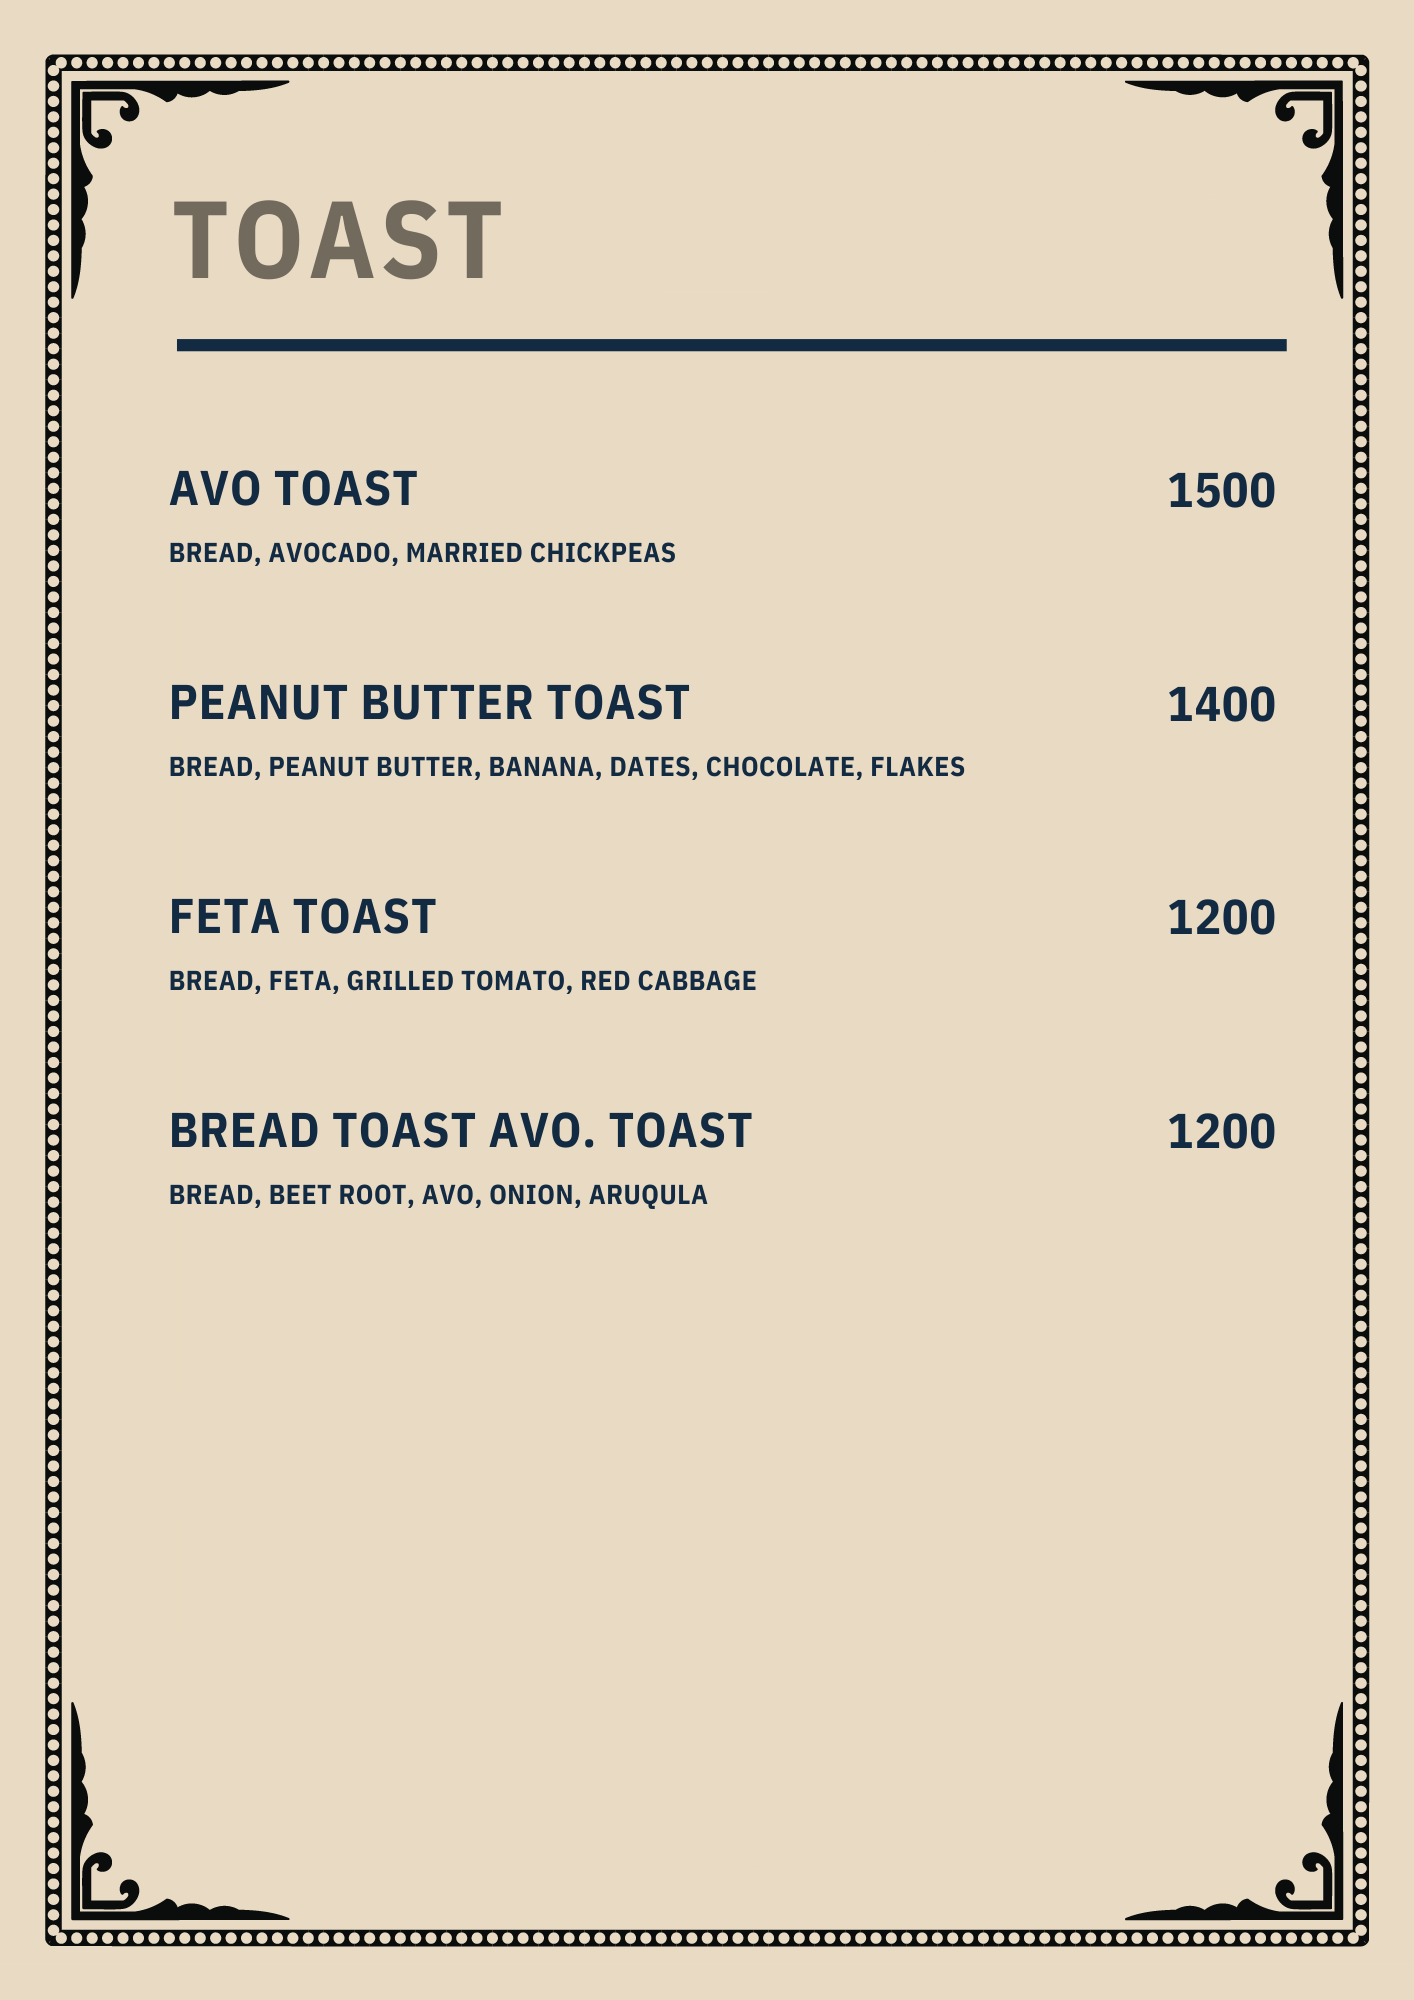 TOAST
AVO TOAST 1500
BREAD, AVOCADO, MARRIED CHICKPEAS
PEANUT BUTTER TOAST 1400
BREAD, PEANUT BUTTER, BANANA, DATES, CHOCOLATE, FLAKES
FETA TOAST 1200
BREAD, FETA, GRILLED TOMATO, RED CABBAGE
BREAD TOAST AVO. TOAST 1200
BREAD, BEET ROOT, AVO, ONION, ARUQULA